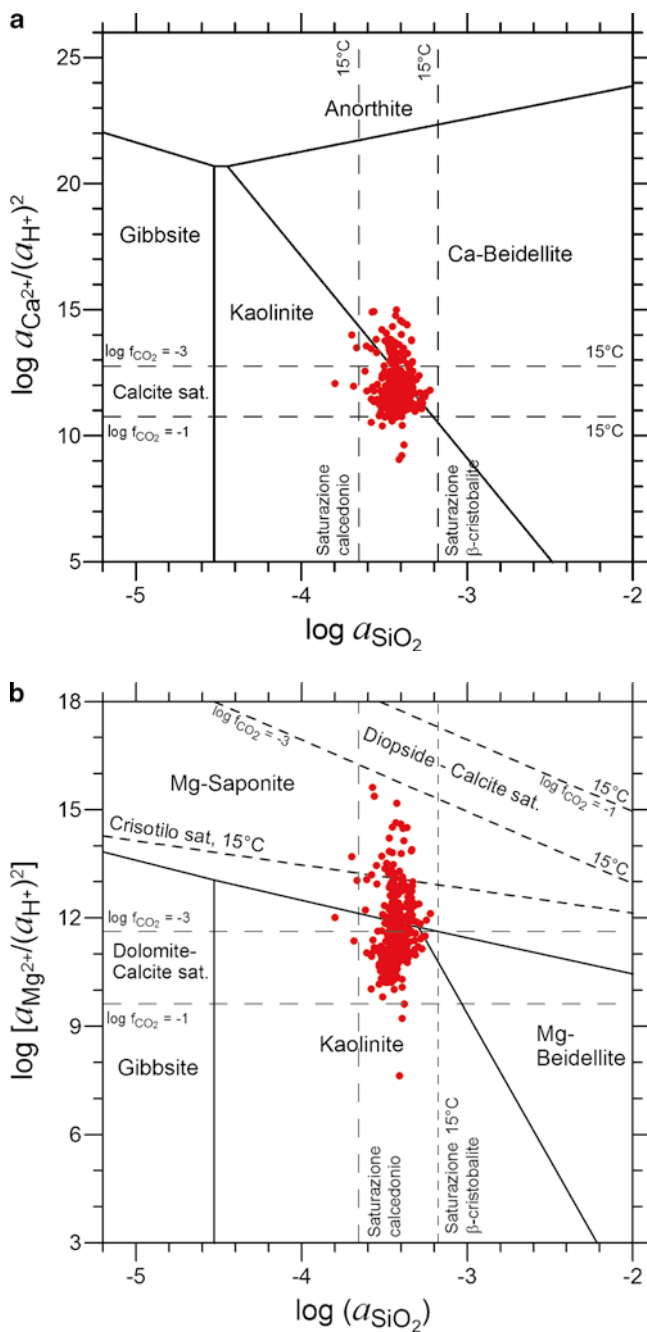 a
25
20
15
10
5
log aCa2+/(aH+)2
15°C
15°C
Anorthite
Gibbsite
Kaolinite
Ca-Beidellite
log fCO2 = -3
15°C
Calcite sat.
log fCO2 = -1
15°C
Saturazione
calcedonio
Saturazione
β-cristobalite
-5
-4
-3
-2
log aSiO2
b
18
15
12
9
6
3
log [aMg2+/(aH+)2]
log fCO2 = -3
Diopside - Calcite sat.
log fCO2 = -1
15°C
15°C
Mg-Saponite
Crisotilo sat, 15°C
log fCO2 = -3
Dolomite-
Calcite sat.
log fCO2 = -1
Gibbsite
Kaolinite
Mg-
Beidellite
Saturazione
calcedonio
Saturazione 15°C
β-cristobalite
-5
-4
-3
-2
log (aSiO2)